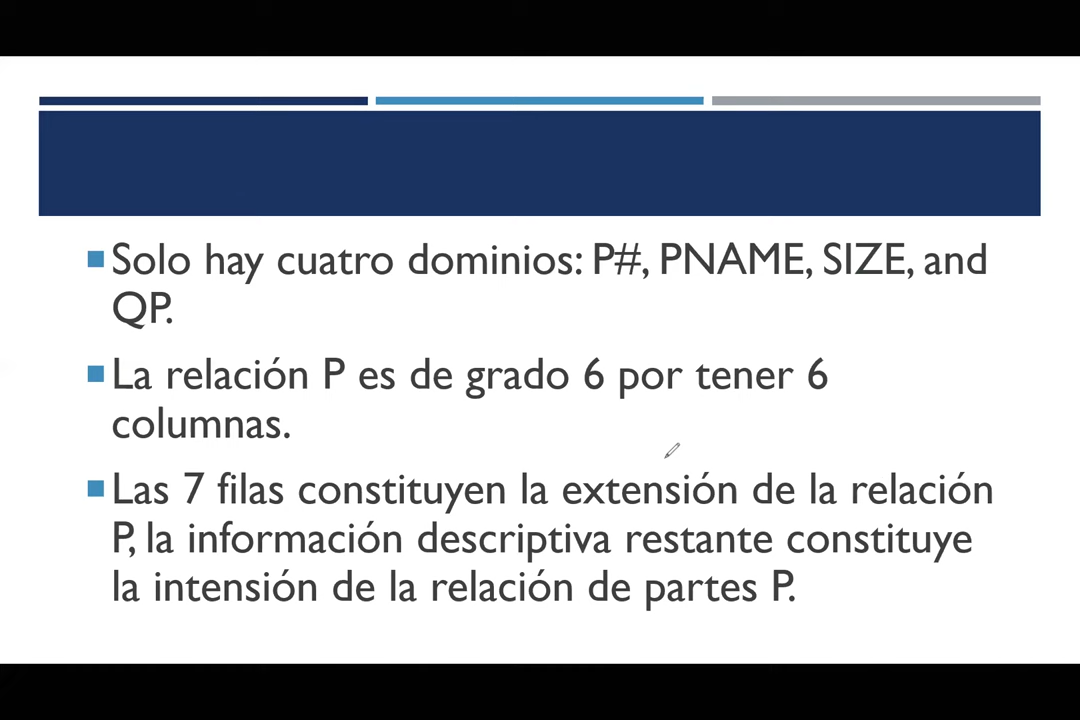 Solo hay cuatro dominios: P#, PNAME, SIZE, and
QP.
La relación P es de grado 6 por tener 6
columnas.
Las 7 filas constituyen la extensión de la relación
P, la información descriptiva restante constituye
la intensión de la relación de partes P.